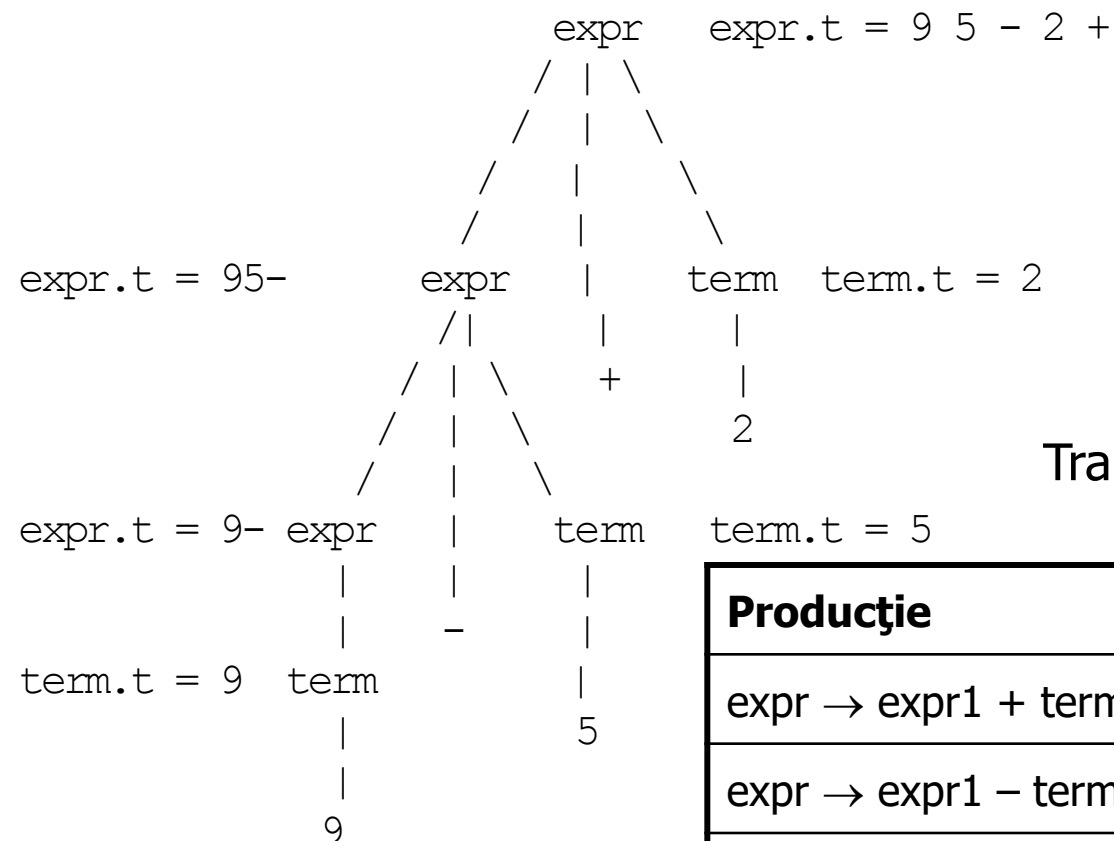 expr expr.t = 9 5 - 2 +
/ | \
/ | \
/ | \
/ | \
expr.t = 95- expr | term term.t = 2
/| | |
/ | \ + |
/ | \ 2
/ | \ Tra
expr.t = 9- expr | term term.t = 5
| | |
| - |
term.t = 9 term |
| 5
|
9
Producţie
expr → expr1 + term
expr → expr1 – term